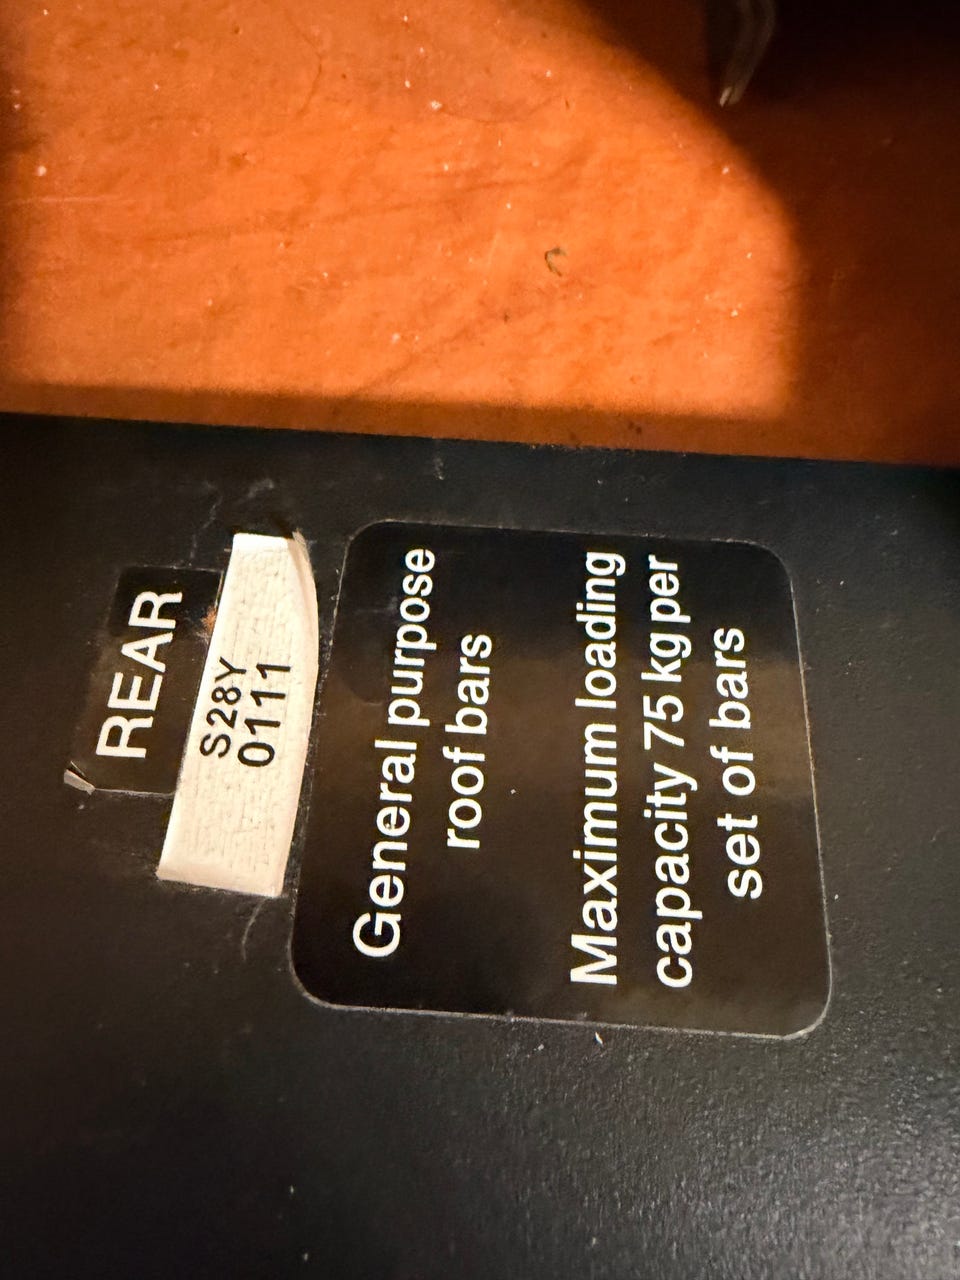 REAR
S28Y
0111
General purpose
roof bars
Maximum loading
capacity 75 kg per
set of bars